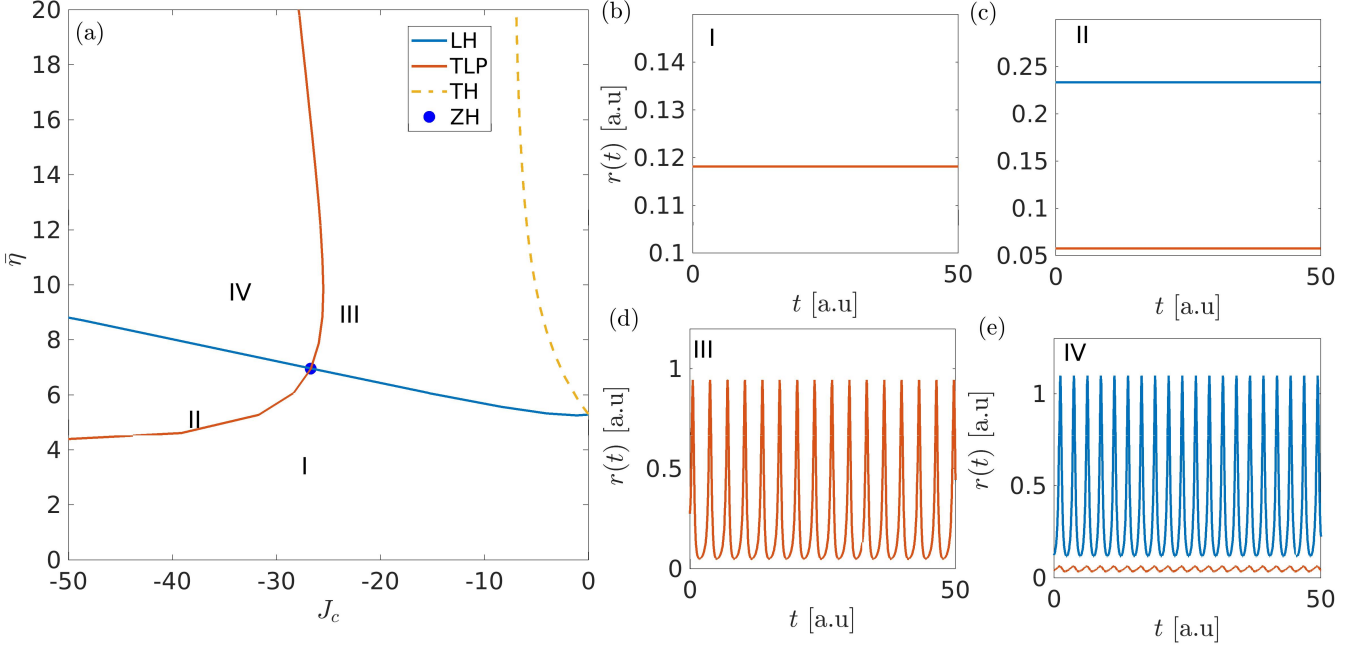 (a)
20
18
16
14
12
10
8
6
4
2
0
η̄
-50
-40
-30
-20
-10
0
J_c
LH
TLP
TH
ZH
IV
III
II
I
(b)
I
0.14
0.13
0.12
0.11
0.1
r(t) [a.u]
0
50
t [a.u]
(c)
II
0.25
0.2
0.15
0.1
0.05
0
50
t [a.u]
(d)
III
1
0.5
0
r(t) [a.u]
0
50
t [a.u]
(e)
IV
1
0.5
0
r(t) [a.u]
0
50
t [a.u]